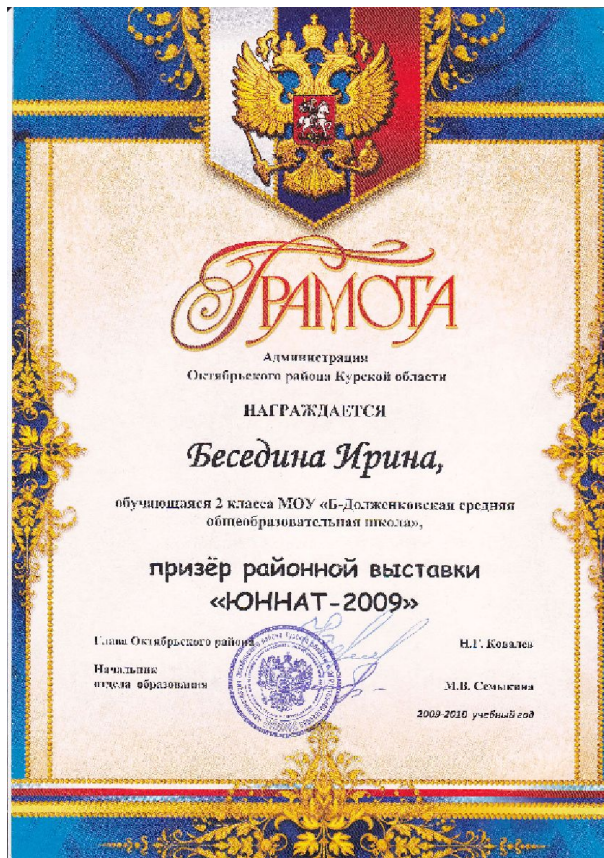 ГРАМОТА
Администрация
Октябрьского района Курской области
НАГРАЖДАЕТСЯ
Беседина Ирина,
обучающаяся 2 класса МОУ «Б-Долженковская средняя
общеобразовательная школа»,
призёр районной выставки
«ЮННАТ-2009»
Глава Октябрьского района Н.Г. Ковалев
Начальник
отдела образования М.В. Семыкина
2009-2010 учебный год